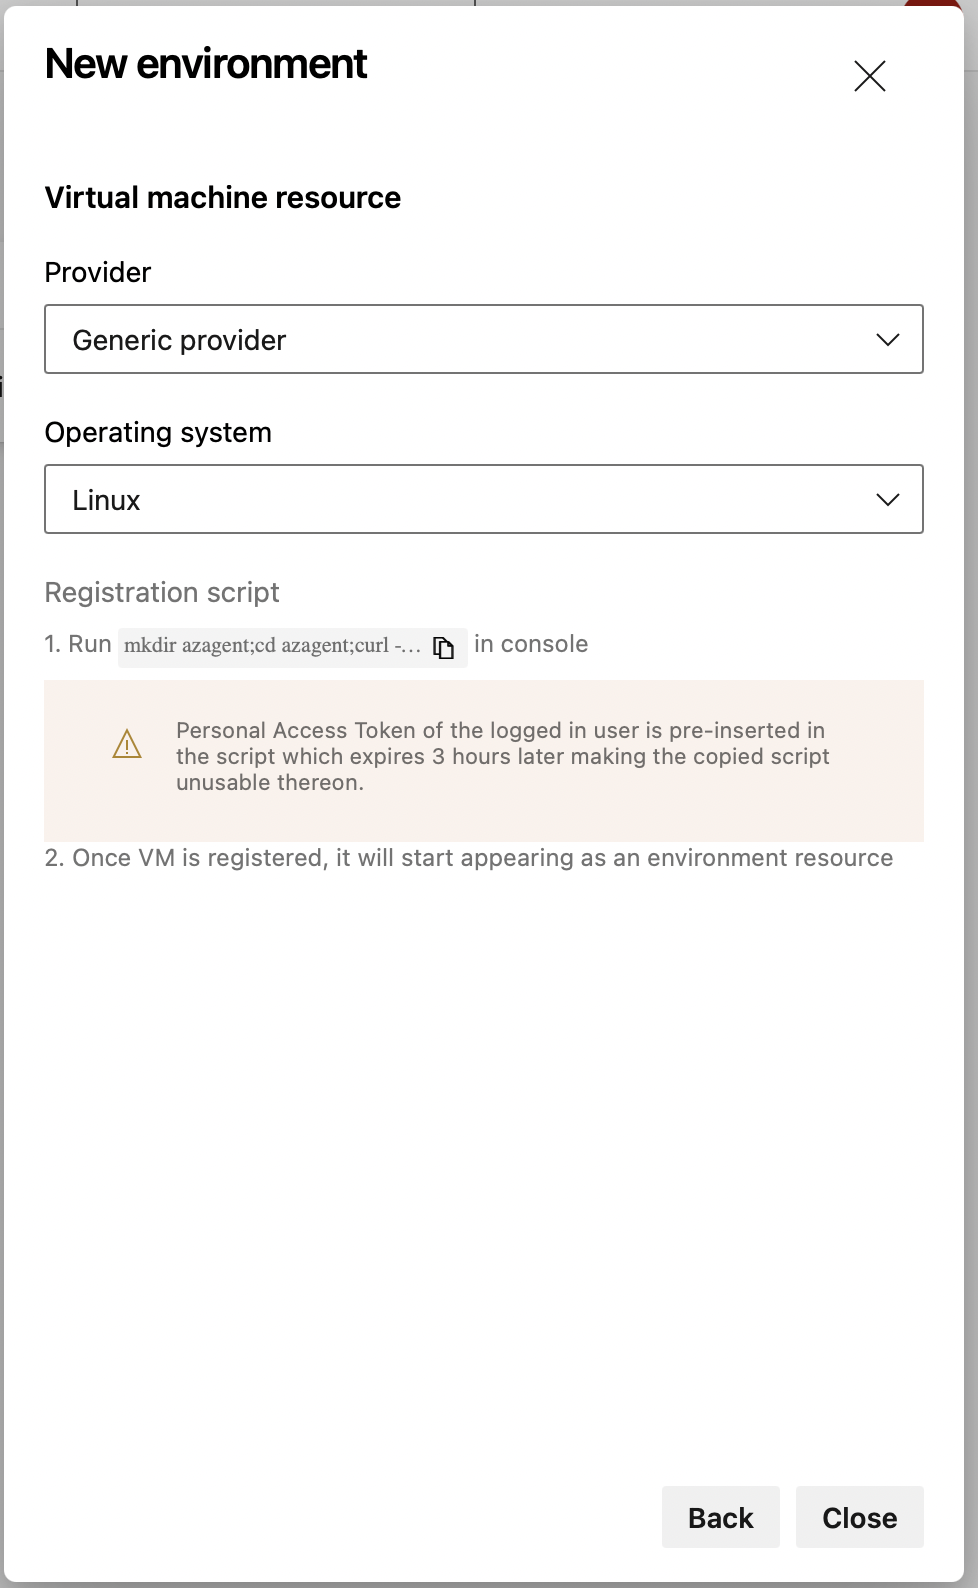 New environment
Virtual machine resource
Provider
Generic provider
Operating system
Linux
Registration script
1. Run mkdir azagent;cd azagent;curl -... in console
Personal Access Token of the logged in user is pre-inserted in
the script which expires 3 hours later making the copied script
unusable thereon.
2. Once VM is registered, it will start appearing as an environment resource
Back Close